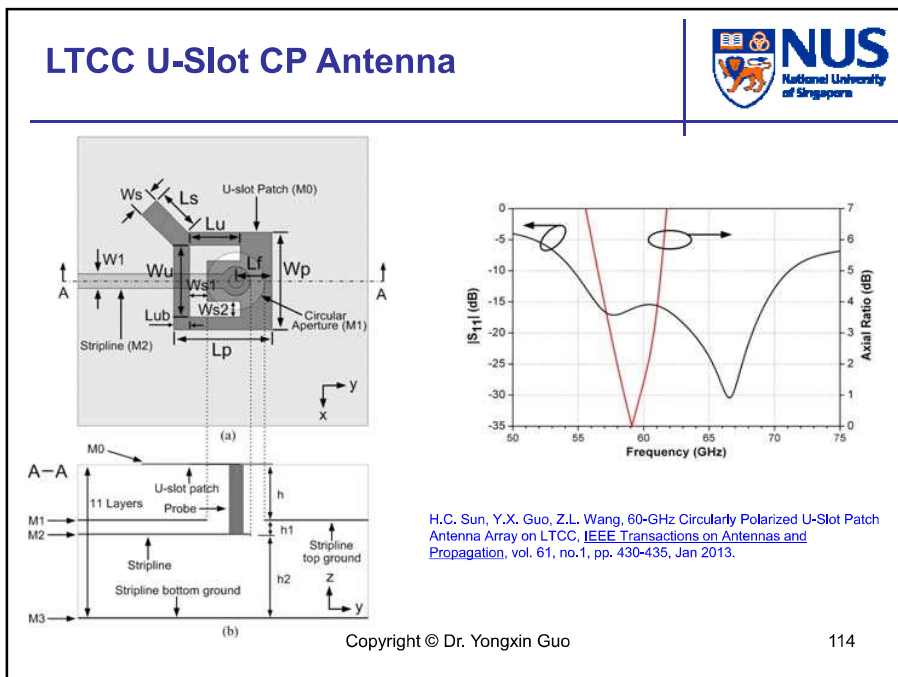 LTCC U-Slot CP Antenna
NUS
National University
of Singapore
Ws
Ls
U-slot Patch (M0)
Lu
W1
Wu
Lf
Wp
A
A
Ws1
Ws2
Circular
Aperture (M1)
Lub
Stripline (M2)
Lp
y
x
(a)
M0
A−A
U-slot patch
11 Layers
Probe
h
M1
h1
M2
Stripline
Stripline
top ground
h2
z
Stripline bottom ground
y
M3
(b)
0
-5
-10
-15
-20
-25
-30
-35
|S11| (dB)
7
6
5
4
3
2
1
0
Axial Ratio (dB)
50 55 60 65 70 75
Frequency (GHz)
H.C. Sun, Y.X. Guo, Z.L. Wang, 60-GHz Circularly Polarized U-Slot Patch
Antenna Array on LTCC, IEEE Transactions on Antennas and
Propagation, vol. 61, no.1, pp. 430-435, Jan 2013.
Copyright © Dr. Yongxin Guo
114